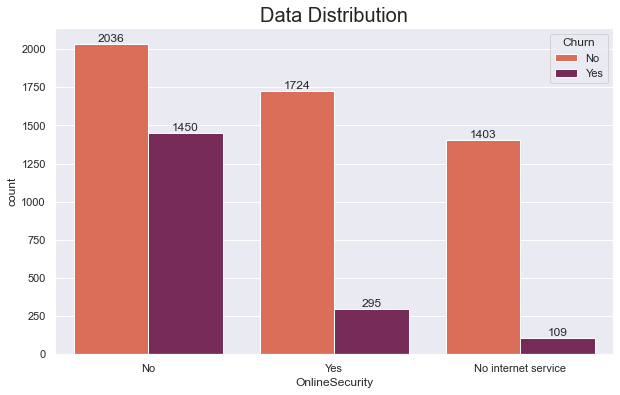 Data Distribution
2036
1450
1724
295
1403
109
Churn
No
Yes
2000
1750
1500
1250
1000
750
500
250
0
count
No
Yes
No internet service
OnlineSecurity